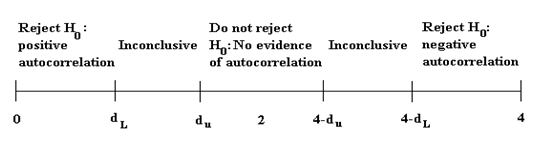 Reject H0:
positive
autocorrelation
Inconclusive
Do not reject
H0: No evidence
of autocorrelation
Inconclusive
Reject H0:
negative
autocorrelation
0 dL du 2 4-du 4-dL 4